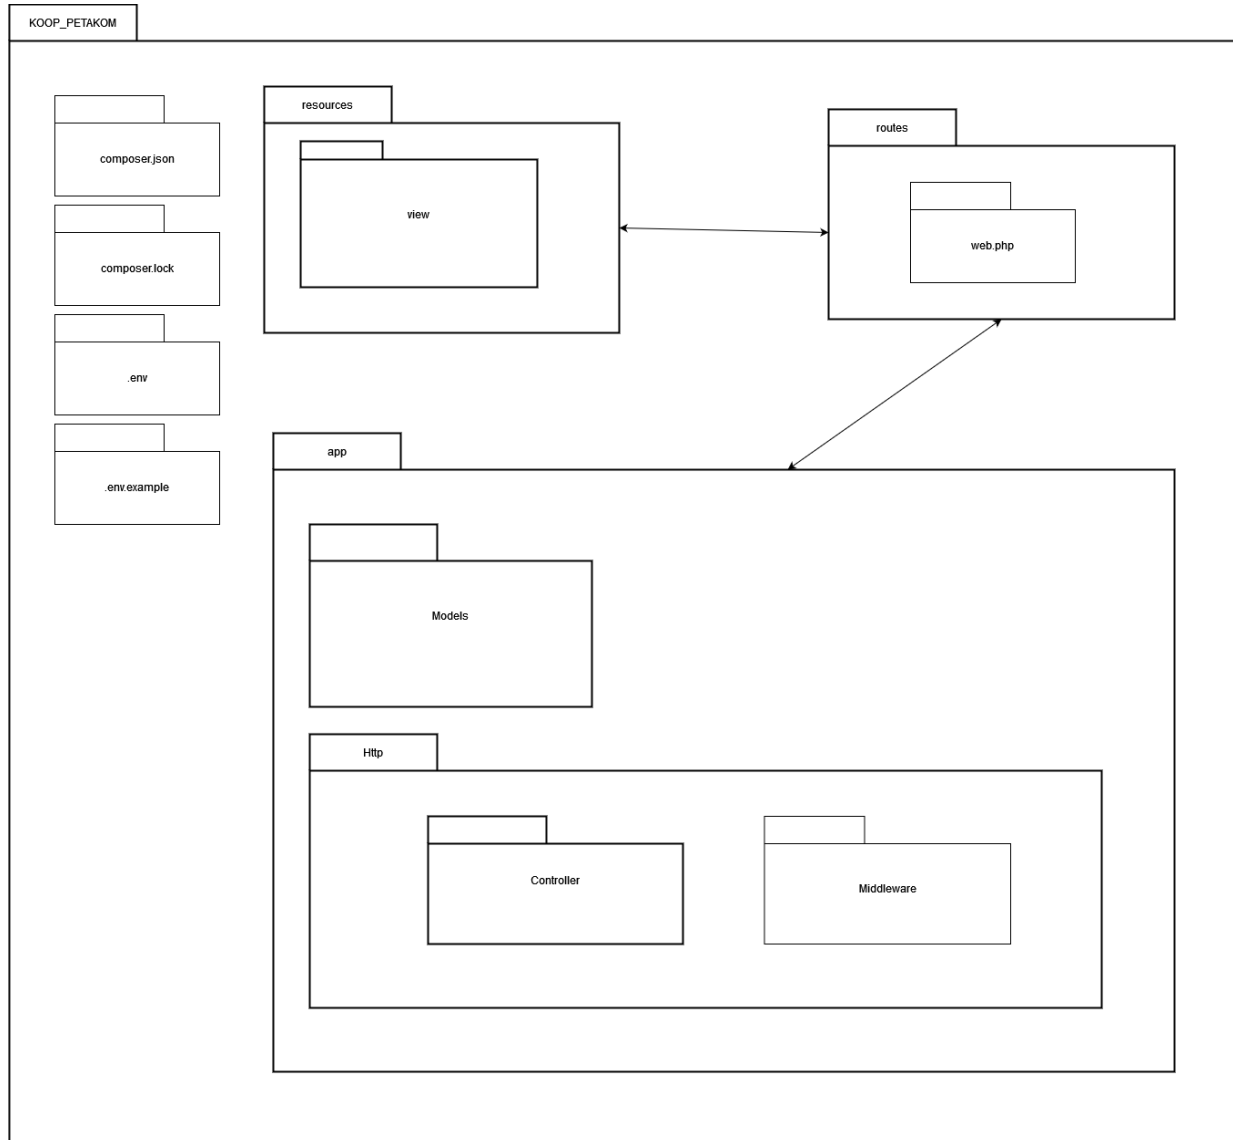 KOOP_PETAKOM
resources
routes
composer.json
view
web.php
composer.lock
.env
.env.example
app
Models
Http
Controller
Middleware